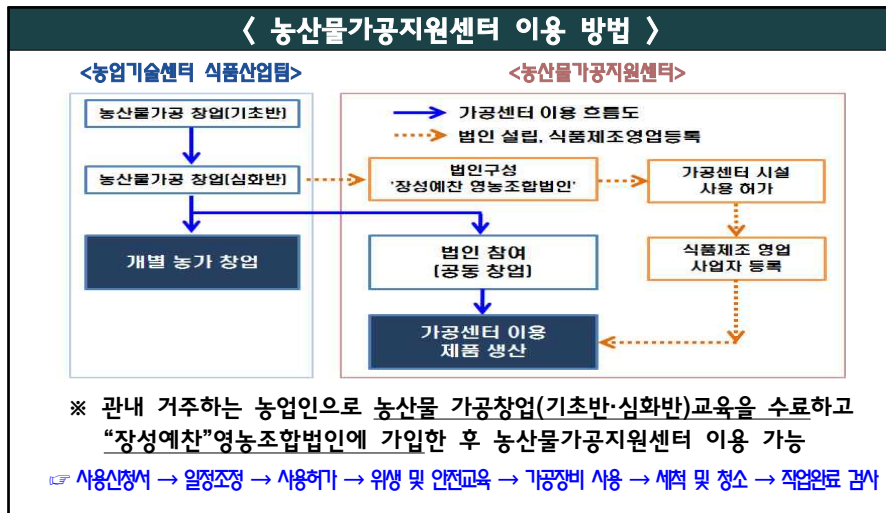 〈 농산물가공지원센터 이용 방법 〉
<농업기술센터 식품산업팀>
<농산물가공지원센터>
농산물가공 창업(기초반)
농산물가공 창업(심화반)
개별 농가 창업
가공센터 이용 흐름도
법인 설립, 식품제조영업등록
법인구성
'장성예찬 영농조합법인'
가공센터 시설
사용 허가
법인 참여
(공동 창업)
식품제조 영업
사업자 등록
가공센터 이용
제품 생산
※ 관내 거주하는 농업인으로 농산물 가공창업(기초반·심화반)교육을 수료하고
“장성예찬”영농조합법인에 가입한 후 농산물가공지원센터 이용 가능
☞ 사용신청서 → 일정조정 → 사용허가 → 위생 및 안전교육 → 가공장비 사용 → 세척 및 청소 → 작업완료 검사